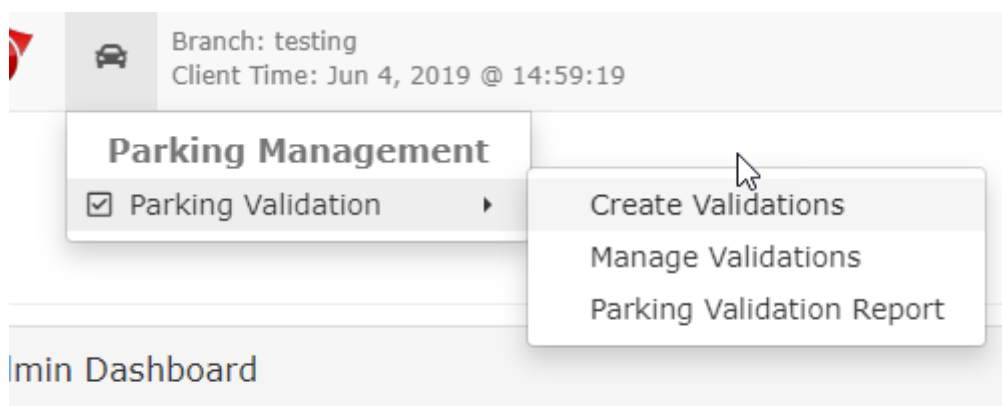 Branch: testing
Client Time: Jun 4, 2019 @ 14:59:19
Parking Management
Parking Validation
Create Validations
Manage Validations
Parking Validation Report
min Dashboard